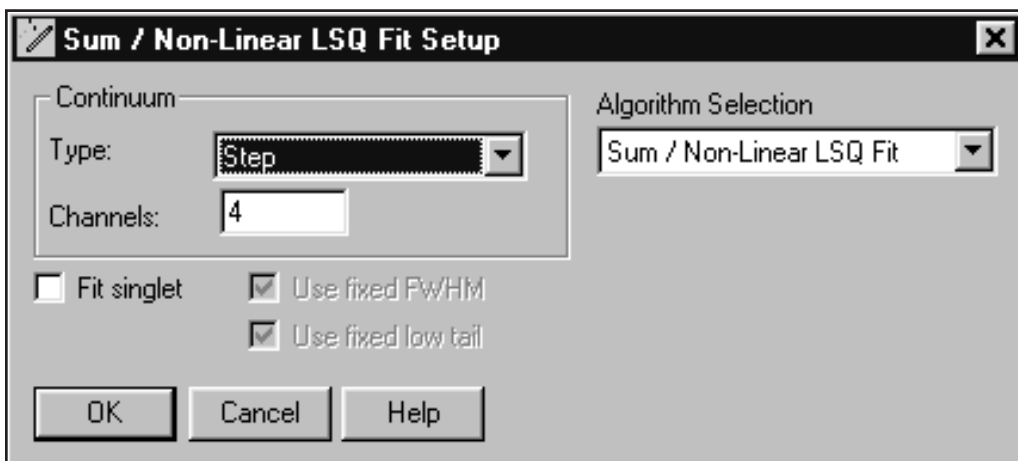 Sum / Non-Linear LSQ Fit Setup
Continuum
Type:
Step
Channels:
4
Algorithm Selection
Sum / Non-Linear LSQ Fit
Fit singlet
Use fixed FWHM
Use fixed low tail
OK
Cancel
Help